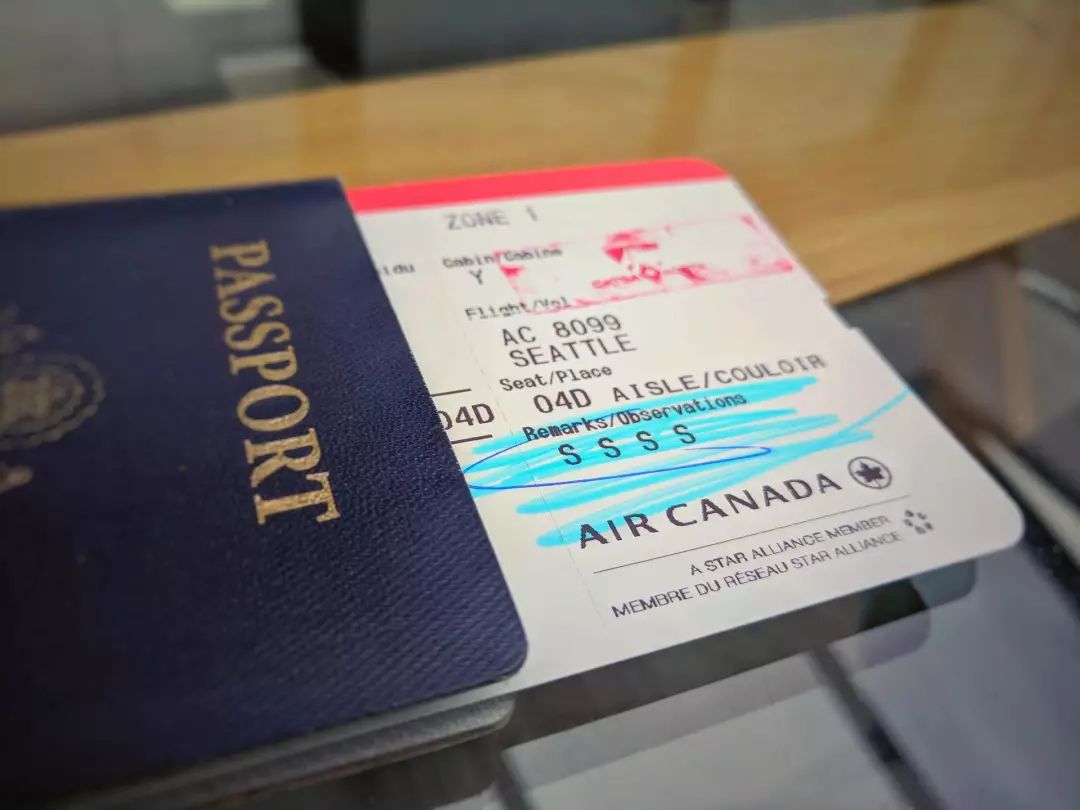 PASSPORT
ZONE 1
Cabin/Cabine
Y
Flight/Vol
AC 8099
SEATTLE
Seat/Place
04D AISLE/COULOIR
04D
Remarks/Observations
S S S S
AIR CANADA
A STAR ALLIANCE MEMBER
MEMBRE DU RÉSEAU STAR ALLIANCE